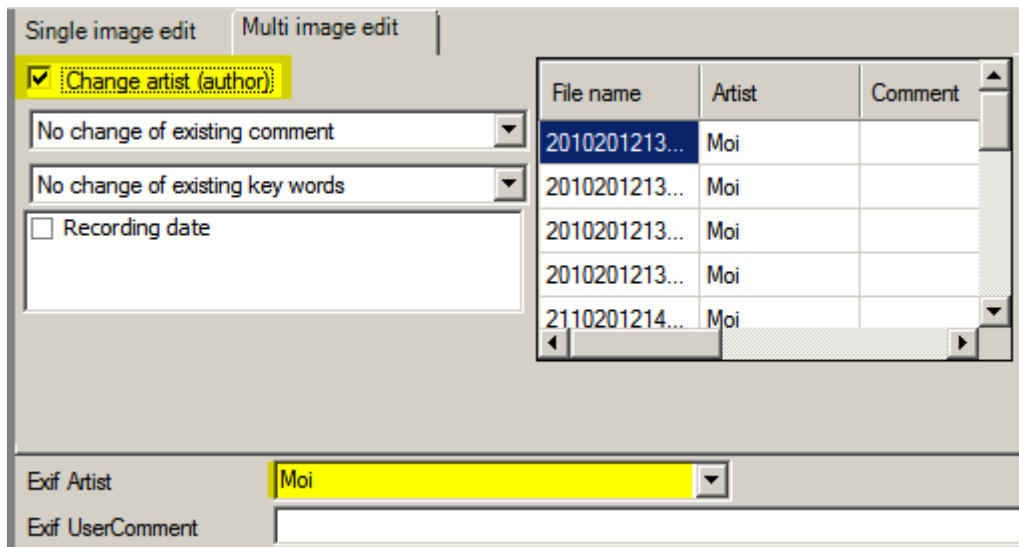 Single image edit Multi image edit
Change artist (author)
No change of existing comment
No change of existing key words
Recording date
File name Artist Comment
2010201213... Moi
2010201213... Moi
2010201213... Moi
2010201213... Moi
2110201214... Moi
Exif Artist Moi
Exif UserComment